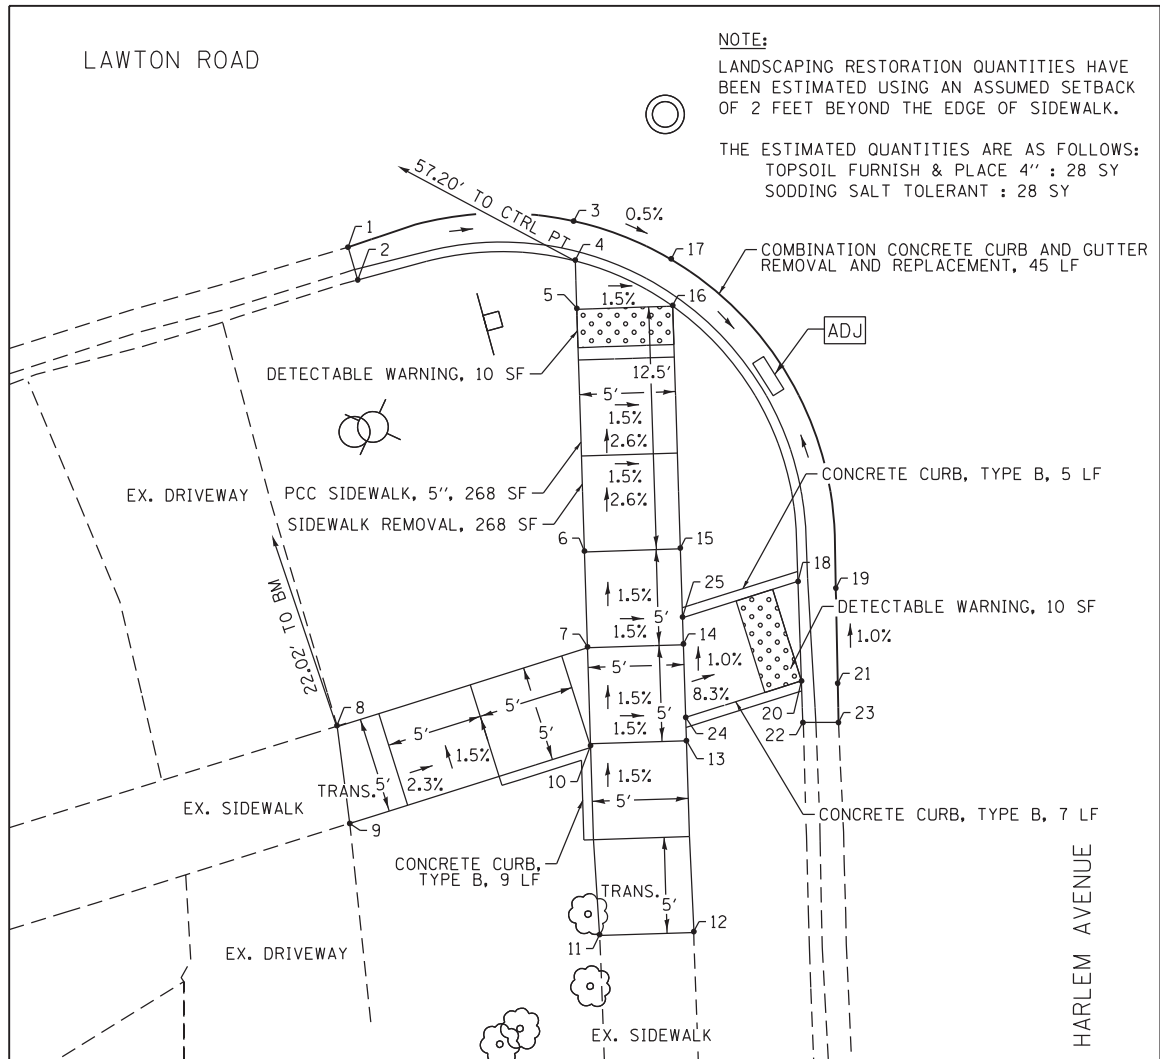 LAWTON ROAD
NOTE:
LANDSCAPING RESTORATION QUANTITIES HAVE
BEEN ESTIMATED USING AN ASSUMED SETBACK
OF 2 FEET BEYOND THE EDGE OF SIDEWALK.
THE ESTIMATED QUANTITIES ARE AS FOLLOWS:
TOPSOIL FURNISH & PLACE 4'' : 28 SY
SODDING SALT TOLERANT : 28 SY
57.20' TO CTRL PT
1
2
3
0.5%
4
17
COMBINATION CONCRETE CURB AND GUTTER
REMOVAL AND REPLACEMENT, 45 LF
5
1.5%
16
ADJ
DETECTABLE WARNING, 10 SF
12.5'
5'
1.5%
2.6%
EX. DRIVEWAY
PCC SIDEWALK, 5'', 268 SF
1.5%
2.6%
CONCRETE CURB, TYPE B, 5 LF
SIDEWALK REMOVAL, 268 SF
6
15
18
19
25
DETECTABLE WARNING, 10 SF
22.02' TO BM
1.5%
1.5%
5'
1.0%
7
14
5'
1.0%
8.3%
21
8
5'
5'
5'
1.5%
1.5%
5'
20
22
23
24
1.5%
2.3%
5'
TRANS.
10
13
1.5%
5'
EX. SIDEWALK
9
CONCRETE CURB, TYPE B, 7 LF
CONCRETE CURB,
TYPE B, 9 LF
TRANS.
5'
11
12
EX. DRIVEWAY
EX. SIDEWALK
HARLEM AVENUE